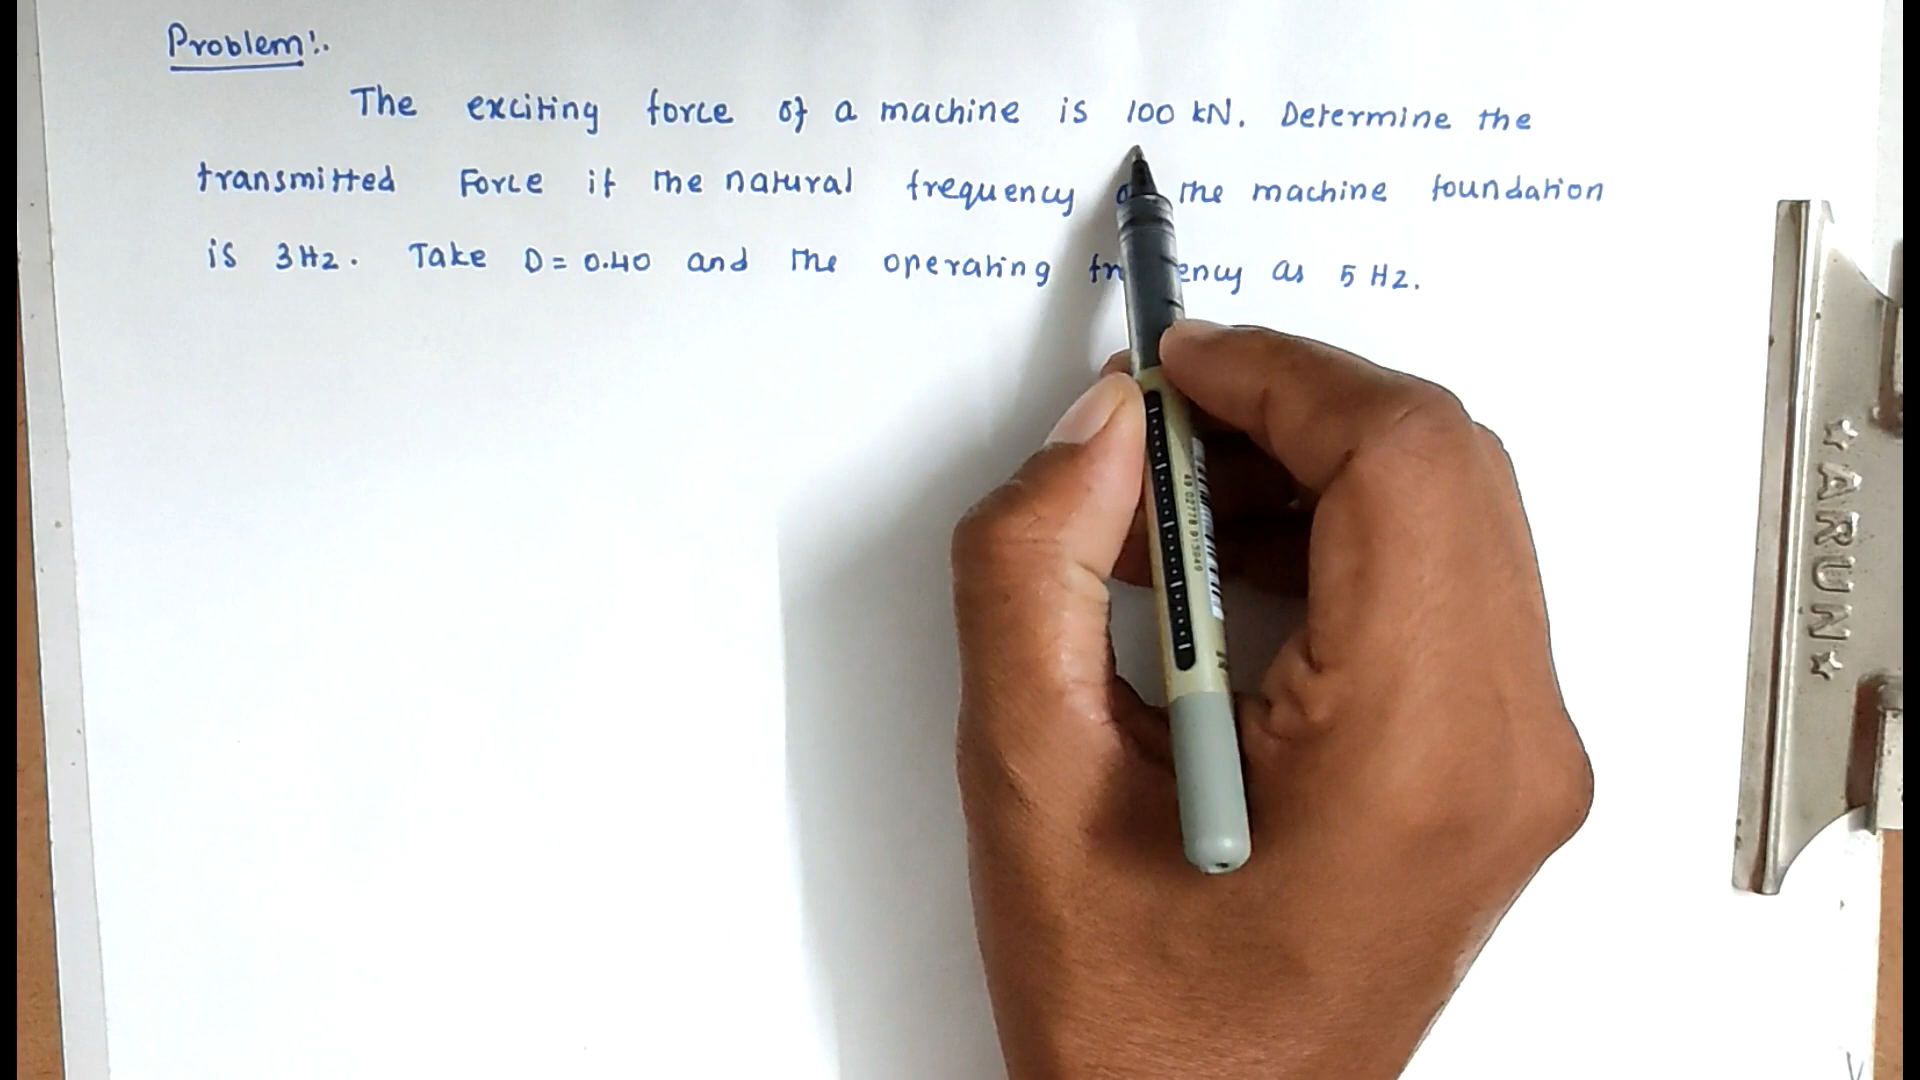 Problem:.
The exciting force of a machine is 100 kN. Determine the
transmitted Force if the natural frequency the machine foundation
is 3Hz. Take D = 0.40 and the operating as 5 Hz.
☆ARUN☆